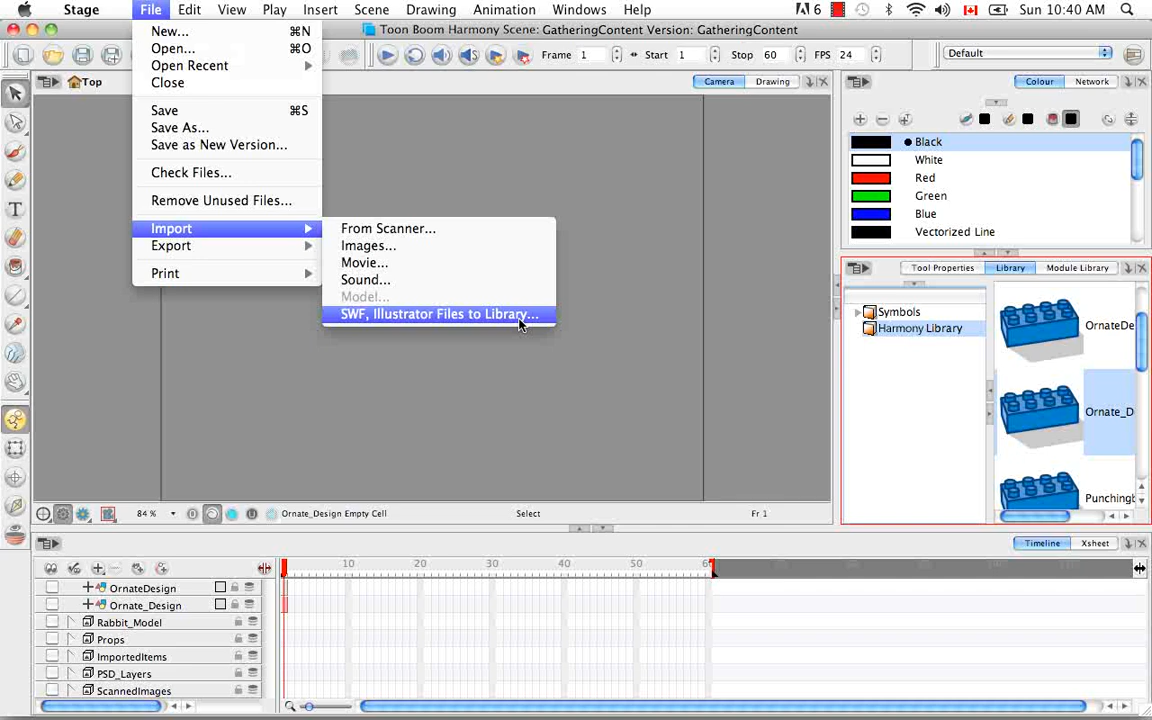 Stage File Edit View Play Insert Scene Drawing Animation Windows Help 6 Sun 10:40 AM
Toon Boom Harmony Scene: GatheringContent Version: GatheringContent
New... ⌘N
Open... ⌘O
Open Recent
Close
Save ⌘S
Save As...
Save as New Version...
Check Files...
Remove Unused Files...
Import
Export
Print
From Scanner...
Images...
Movie...
Sound...
Model...
SWF, Illustrator Files to Library...
Frame 1 Start 1 Stop 60 FPS 24 Default
Top Camera Drawing
Colour Network
Black
White
Red
Green
Blue
Vectorized Line
Tool Properties Library Module Library
Symbols
Harmony Library
OrnateDe
Ornate_D
Punchingb
84 % Ornate_Design Empty Cell Select Fr 1
Timeline Xsheet
10 20 30 40 50 6
OrnateDesign
Ornate_Design
Rabbit_Model
Props
ImportedItems
PSD_Layers
ScannedImages